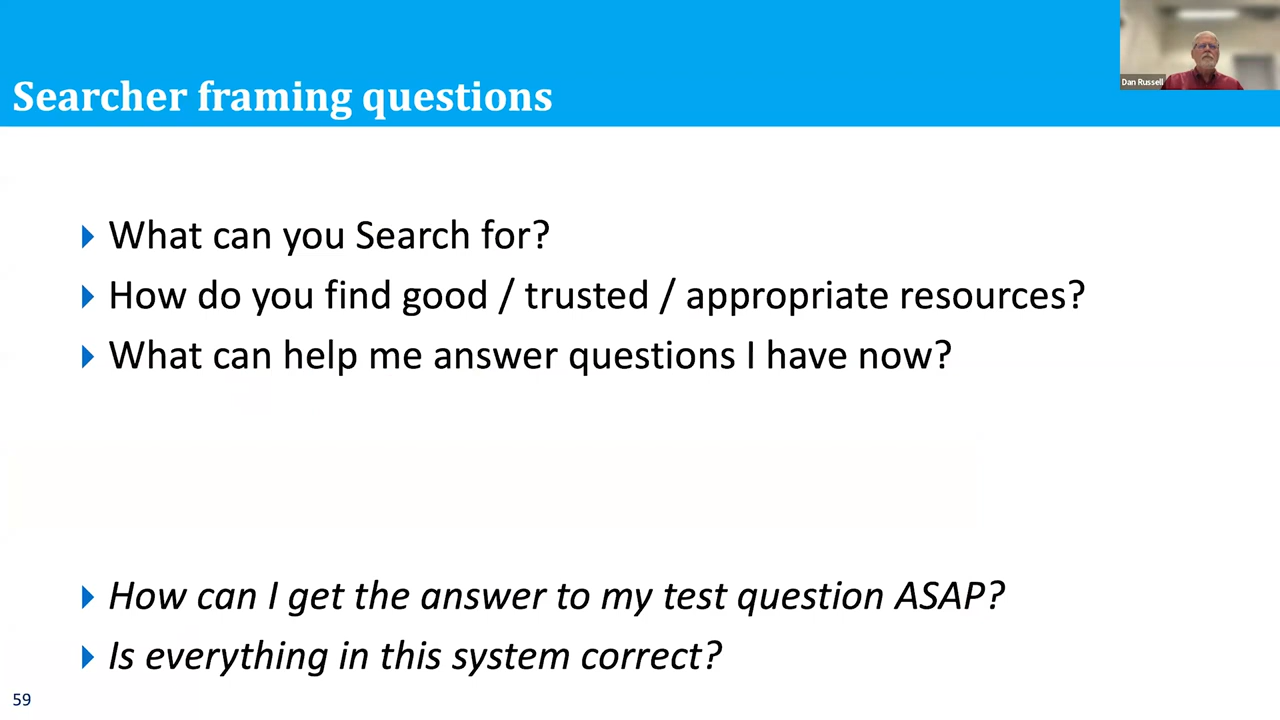 Searcher framing questions
Dan Russell
What can you Search for?
How do you find good / trusted / appropriate resources?
What can help me answer questions I have now?
How can I get the answer to my test question ASAP?
Is everything in this system correct?
59